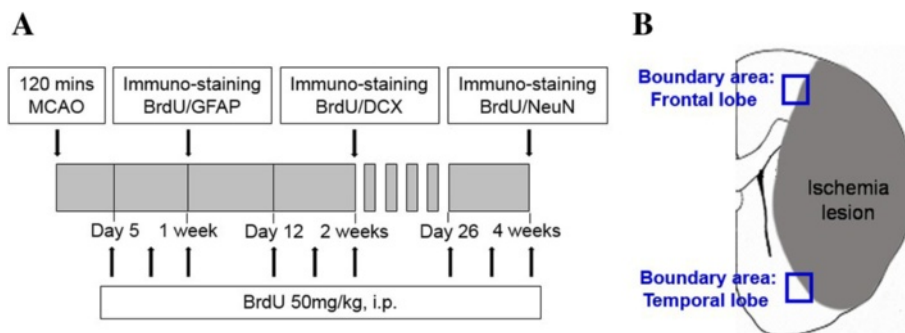 A
120 mins
MCAO
Immuno-staining
BrdU/GFAP
Immuno-staining
BrdU/DCX
Immuno-staining
BrdU/NeuN
Day 5
1 week
Day 12
2 weeks
Day 26
4 weeks
BrdU 50mg/kg, i.p.
B
Boundary area:
Frontal lobe
Ischemia
lesion
Boundary area:
Temporal lobe